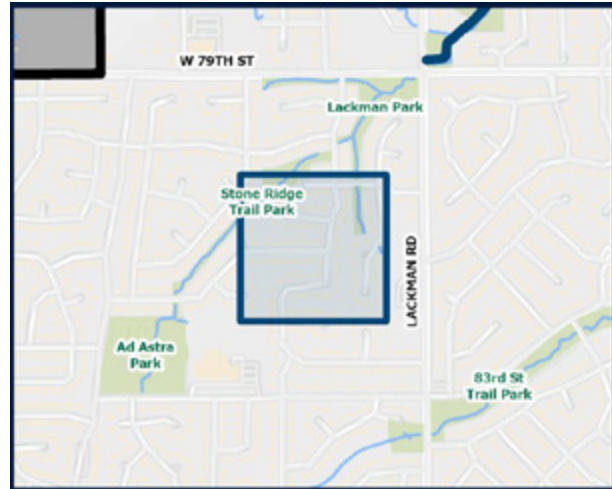 W 79TH ST
Lackman Park
Stone Ridge
Trail Park
LACKMAN RD
Ad Astra
Park
83rd St
Trail Park